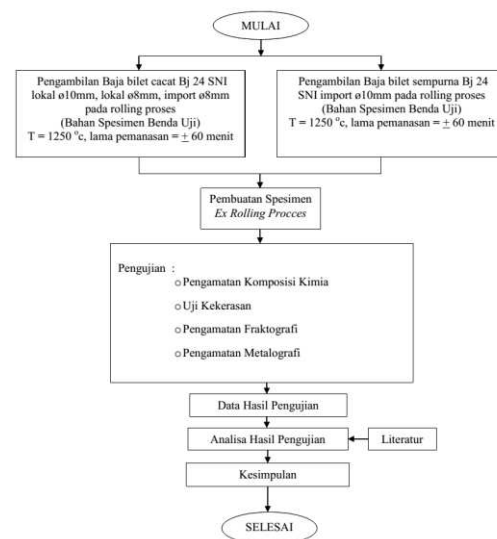 MULAI
Pengambilan Baja bilet cacat Bj 24 SNI
lokal ø10mm, lokal ø8mm, import ø8mm
pada rolling proses
(Bahan Spesimen Benda Uji)
T = 1250 °c, lama pemanasan = ± 60 menit
Pengambilan Baja bilet sempurna Bj 24
SNI import ø10mm pada rolling proses
(Bahan Spesimen Benda Uji)
T = 1250 °c, lama pemanasan = ± 60 menit
Pembuatan Spesimen
Ex Rolling Procces
Pengujian :
o Pengamatan Komposisi Kimia
o Uji Kekerasan
o Pengamatan Fraktografi
o Pengamatan Metalografi
Data Hasil Pengujian
Analisa Hasil Pengujian
Literatur
Kesimpulan
SELESAI